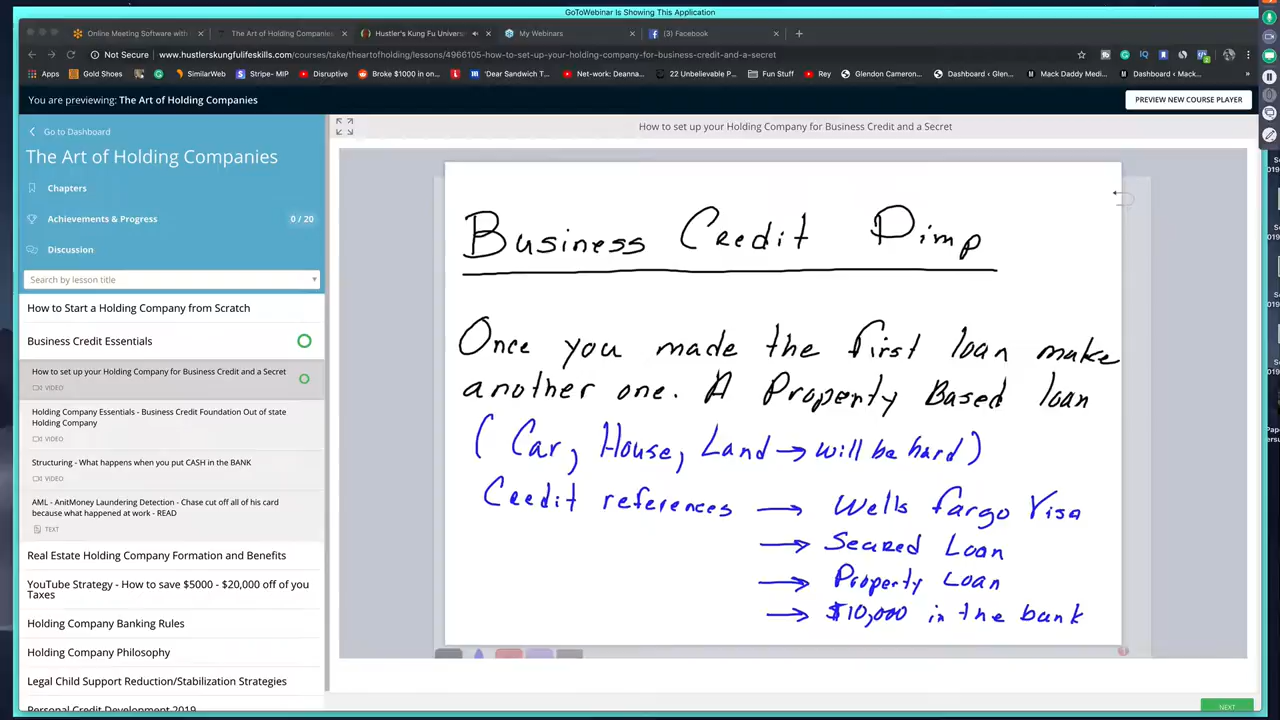 GoToWebinar Is Showing This Application
Online Meeting Software with
The Art of Holding Companies
Hustler's Kung Fu Univers
My Webinars
(3) Facebook
Not Secure
www.hustlerskungfulifeskills.com/courses/take/theartofholding/lessons/4966105-how-to-set-up-your-holding-company-for-business-credit-and-a-secret
Apps
Gold Shoes
SimilarWeb
Stripe- MIP
Disruptive
Broke $1000 in on...
'Dear Sandwich T...
Net-work: Deanna...
22 Unbelievable P...
Fun Stuff
Rey
Glendon Cameron...
Dashboard ‹ Glen...
Mack Daddy Medi...
Dashboard ‹ Mack...
You are previewing: The Art of Holding Companies
PREVIEW NEW COURSE PLAYER
Go to Dashboard
The Art of Holding Companies
Chapters
Achievements & Progress
0 / 20
Discussion
Search by lesson title
How to Start a Holding Company from Scratch
Business Credit Essentials
How to set up your Holding Company for Business Credit and a Secret
VIDEO
Holding Company Essentials - Business Credit Foundation Out of state
Holding Company
VIDEO
Structuring - What happens when you put CASH in the BANK
VIDEO
AML - AnitMoney Laundering Detection - Chase cut off all of his card
because what happened at work - READ
TEXT
Real Estate Holding Company Formation and Benefits
YouTube Strategy - How to save $5000 - $20,000 off of you
Taxes
Holding Company Banking Rules
Holding Company Philosophy
Legal Child Support Reduction/Stabilization Strategies
Personal Credit Development 2019
How to set up your Holding Company for Business Credit and a Secret
Business Credit Pimp
Once you made the first loan make
another one. A Property Based loan
(Car, House, Land → will be hard)
Credit references → Wells fargo Visa
→ Secured Loan
→ Property Loan
→ $10,000 in the bank
NEXT